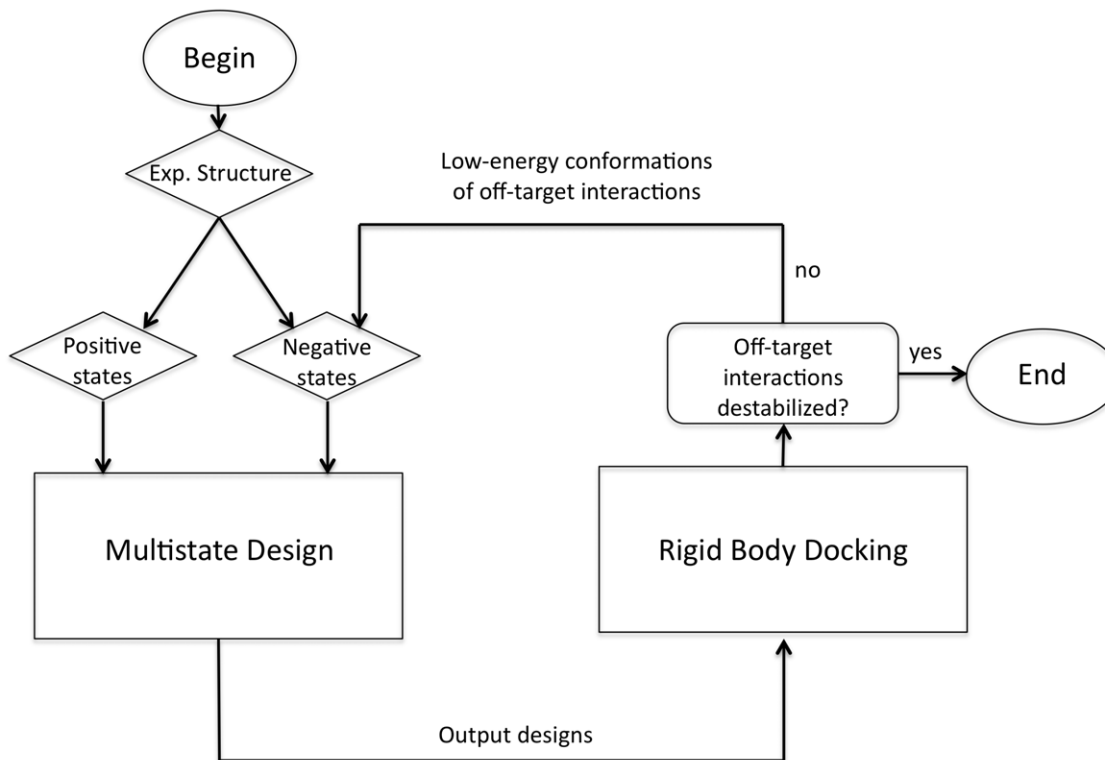 Begin
Exp. Structure
Low-energy conformations
of off-target interactions
no
Positive
states
Negative
states
Off-target
interactions
destabilized?
yes
End
Multistate Design
Rigid Body Docking
Output designs